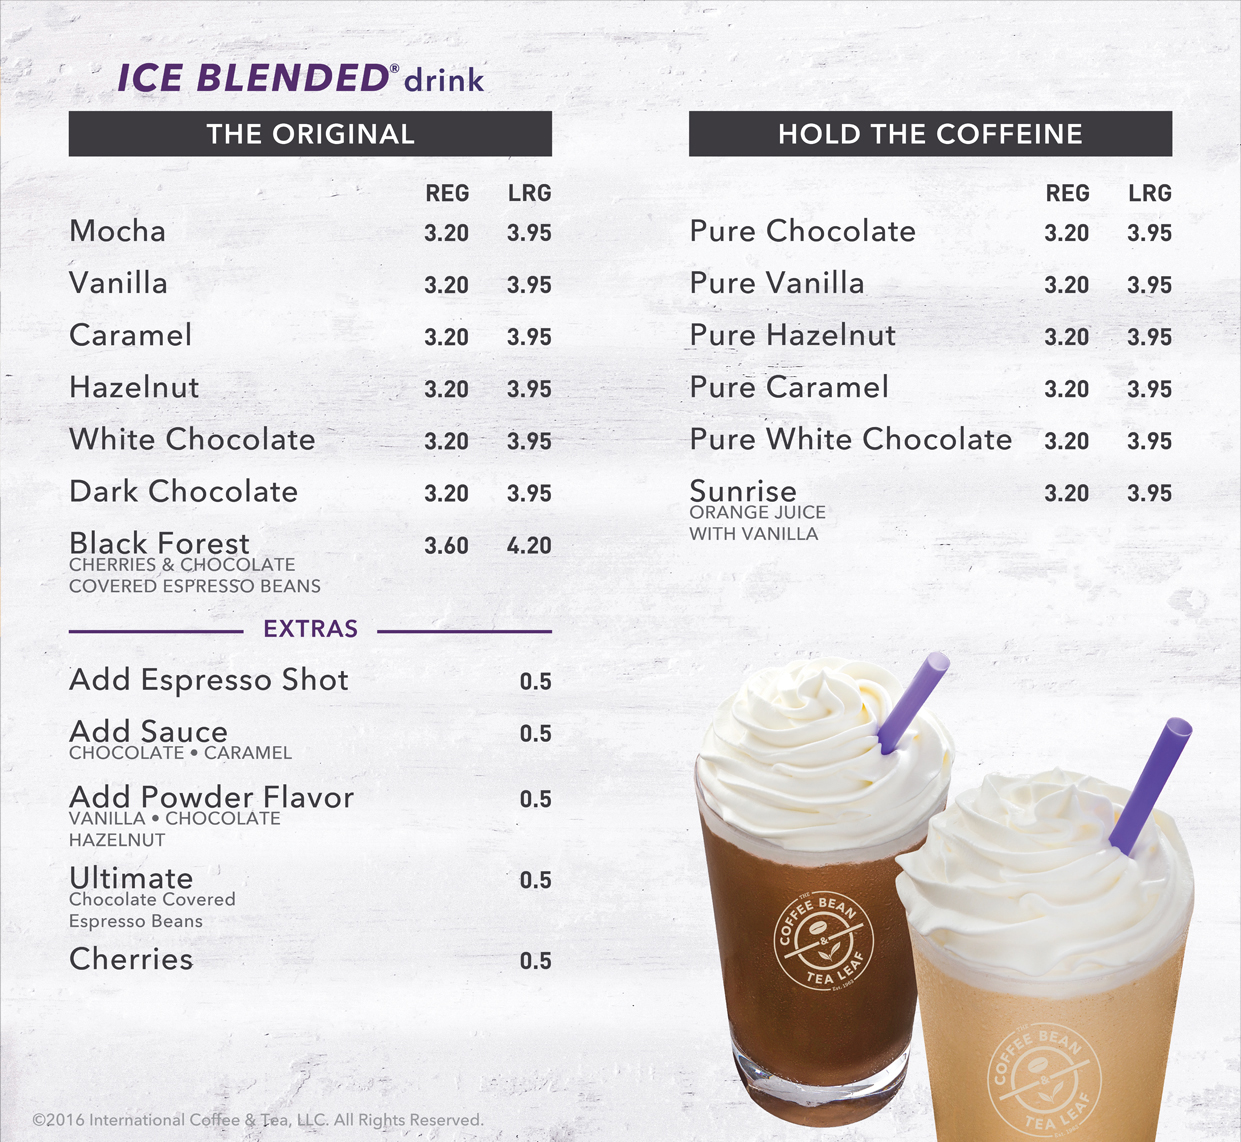 ICE BLENDED® drink
THE ORIGINAL
REG LRG
Mocha 3.20 3.95
Vanilla 3.20 3.95
Caramel 3.20 3.95
Hazelnut 3.20 3.95
White Chocolate 3.20 3.95
Dark Chocolate 3.20 3.95
Black Forest 3.60 4.20
CHERRIES & CHOCOLATE
COVERED ESPRESSO BEANS
EXTRAS
Add Espresso Shot 0.5
Add Sauce 0.5
CHOCOLATE • CARAMEL
Add Powder Flavor 0.5
VANILLA • CHOCOLATE
HAZELNUT
Ultimate 0.5
Chocolate Covered
Espresso Beans
Cherries 0.5
HOLD THE COFFEINE
REG LRG
Pure Chocolate 3.20 3.95
Pure Vanilla 3.20 3.95
Pure Hazelnut 3.20 3.95
Pure Caramel 3.20 3.95
Pure White Chocolate 3.20 3.95
Sunrise 3.20 3.95
ORANGE JUICE
WITH VANILLA
THE
COFFEE BEAN
&
TEA LEAF
Est. 1963
THE
COFFEE BEAN
&
TEA LEAF
Est. 1963
©2016 International Coffee & Tea, LLC. All Rights Reserved.